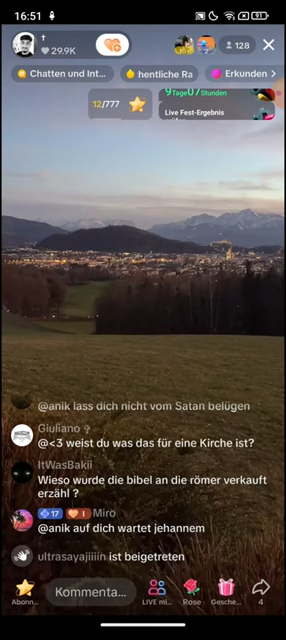 16:51
91
†
29.9K
128
Chatten und Int...
hentliche Ra
Erkunden
12/777
9Tage07Stunden
Live Fest-Ergebnis
@anik lass dich nicht vom Satan belügen
Giuliano ✞
@<3 weist du was das für eine Kirche ist?
ItWasBakii
Wieso wurde die bibel an die römer verkauft
erzähl ?
17 1 Miro
@anik auf dich wartet jehannem
ultrasayajiiiin ist beigetreten
Kommenta...
Abonn...
LIVE mi...
Rose
Gesche...
4